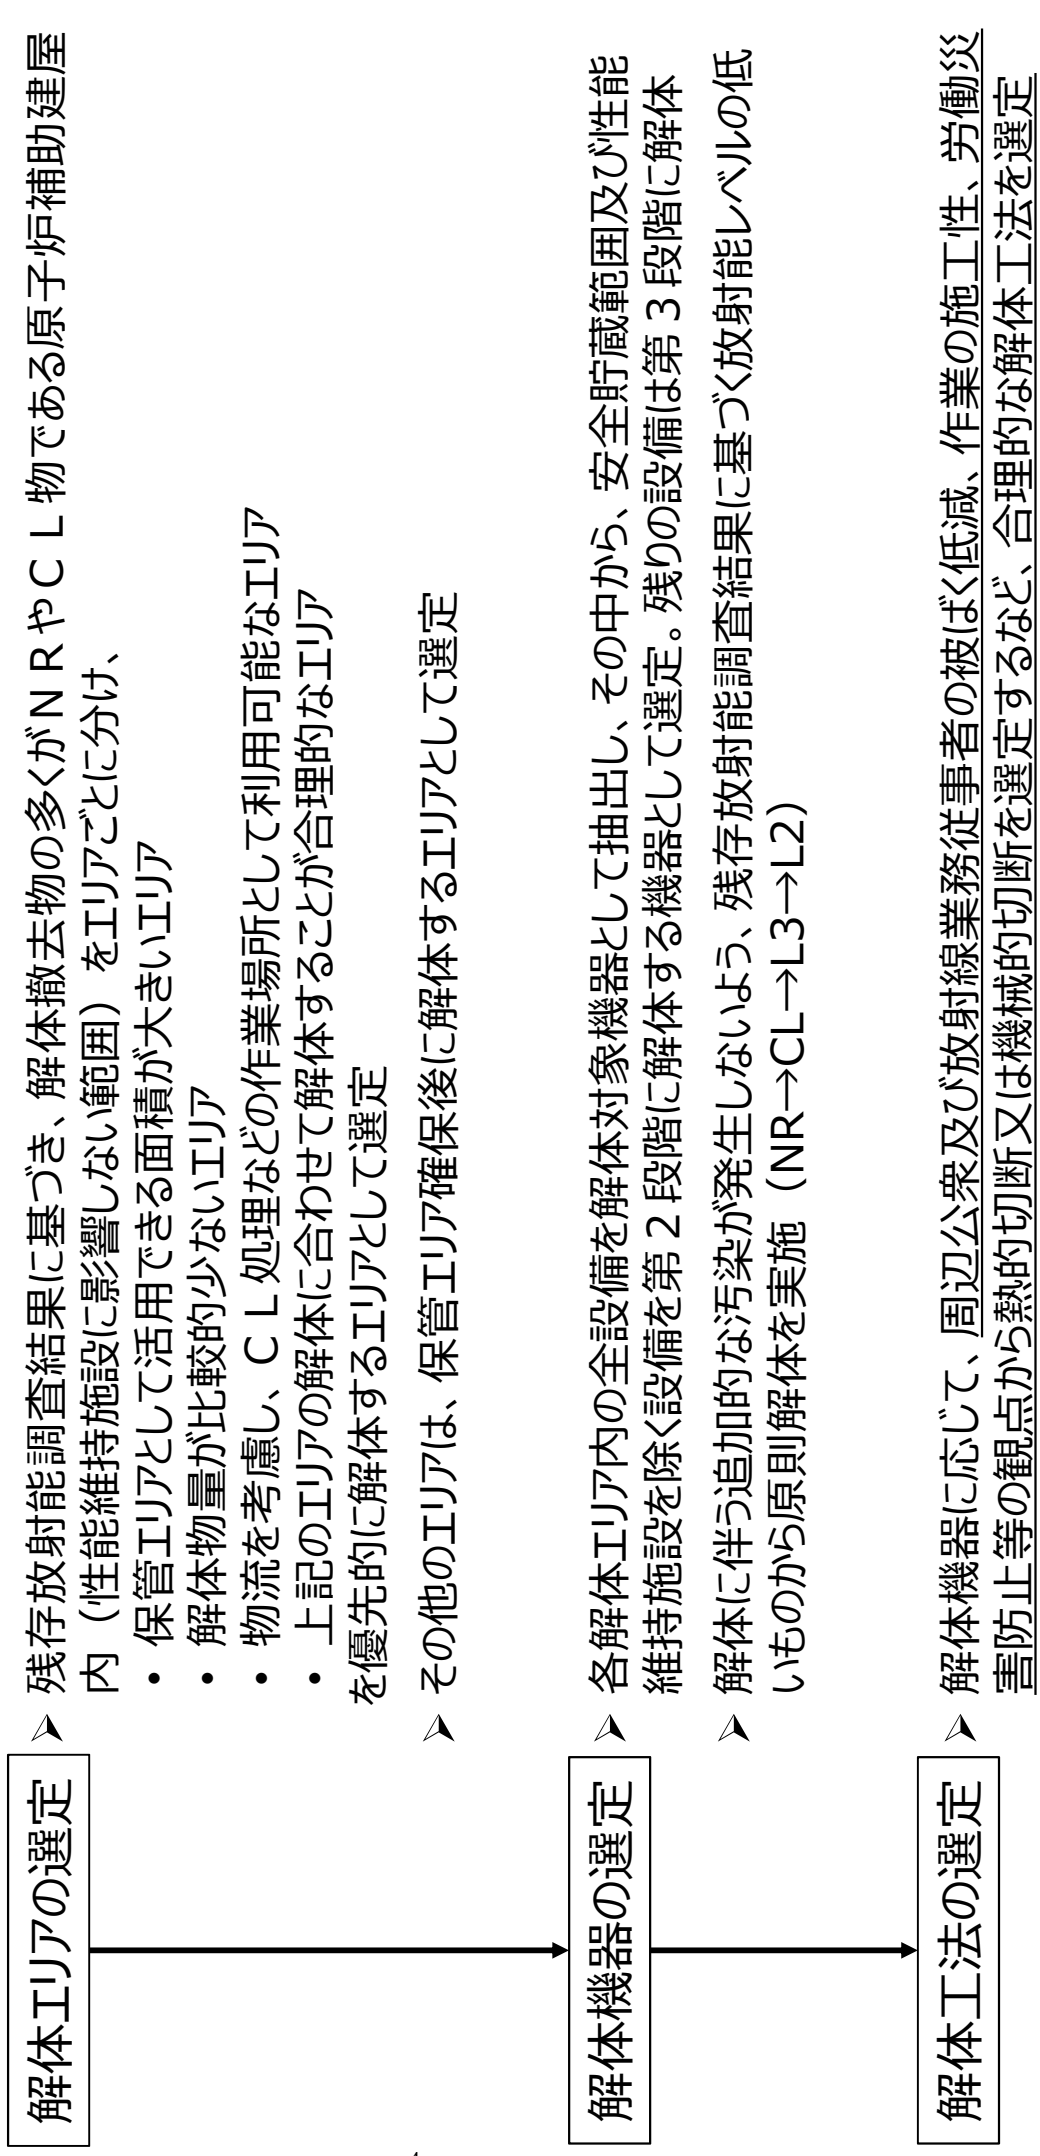 解体エリアの選定
➢ 残存放射能調査結果に基づき、解体撤去物の多くがＮＲやＣＬ物である原子炉補助建屋
内（性能維持施設に影響しない範囲）をエリアごとに分け、
• 保管エリアとして活用できる面積が大きいエリア
• 解体物量が比較的少ないエリア
• 物流を考慮し、ＣＬ処理などの作業場所として利用可能なエリア
• 上記のエリアの解体に合わせて解体することが合理的なエリア
を優先的に解体するエリアとして選定
➢ その他のエリアは、保管エリア確保後に解体するエリアとして選定
解体機器の選定
➢ 各解体エリア内の全設備を解体対象機器として抽出し、その中から、安全貯蔵範囲及び性能
維持施設を除く設備を第２段階に解体する機器として選定。残りの設備は第３段階に解体
➢ 解体に伴う追加的な汚染が発生しないよう、残存放射能調査結果に基づく放射能レベルの低
いものから原則解体を実施（NR→CL→L3→L2）
解体工法の選定
➢ 解体機器に応じて、周辺公衆及び放射線業務従事者の被ばく低減、作業の施工性、労働災
害防止等の観点から熱的切断又は機械的切断を選定するなど、合理的な解体工法を選定